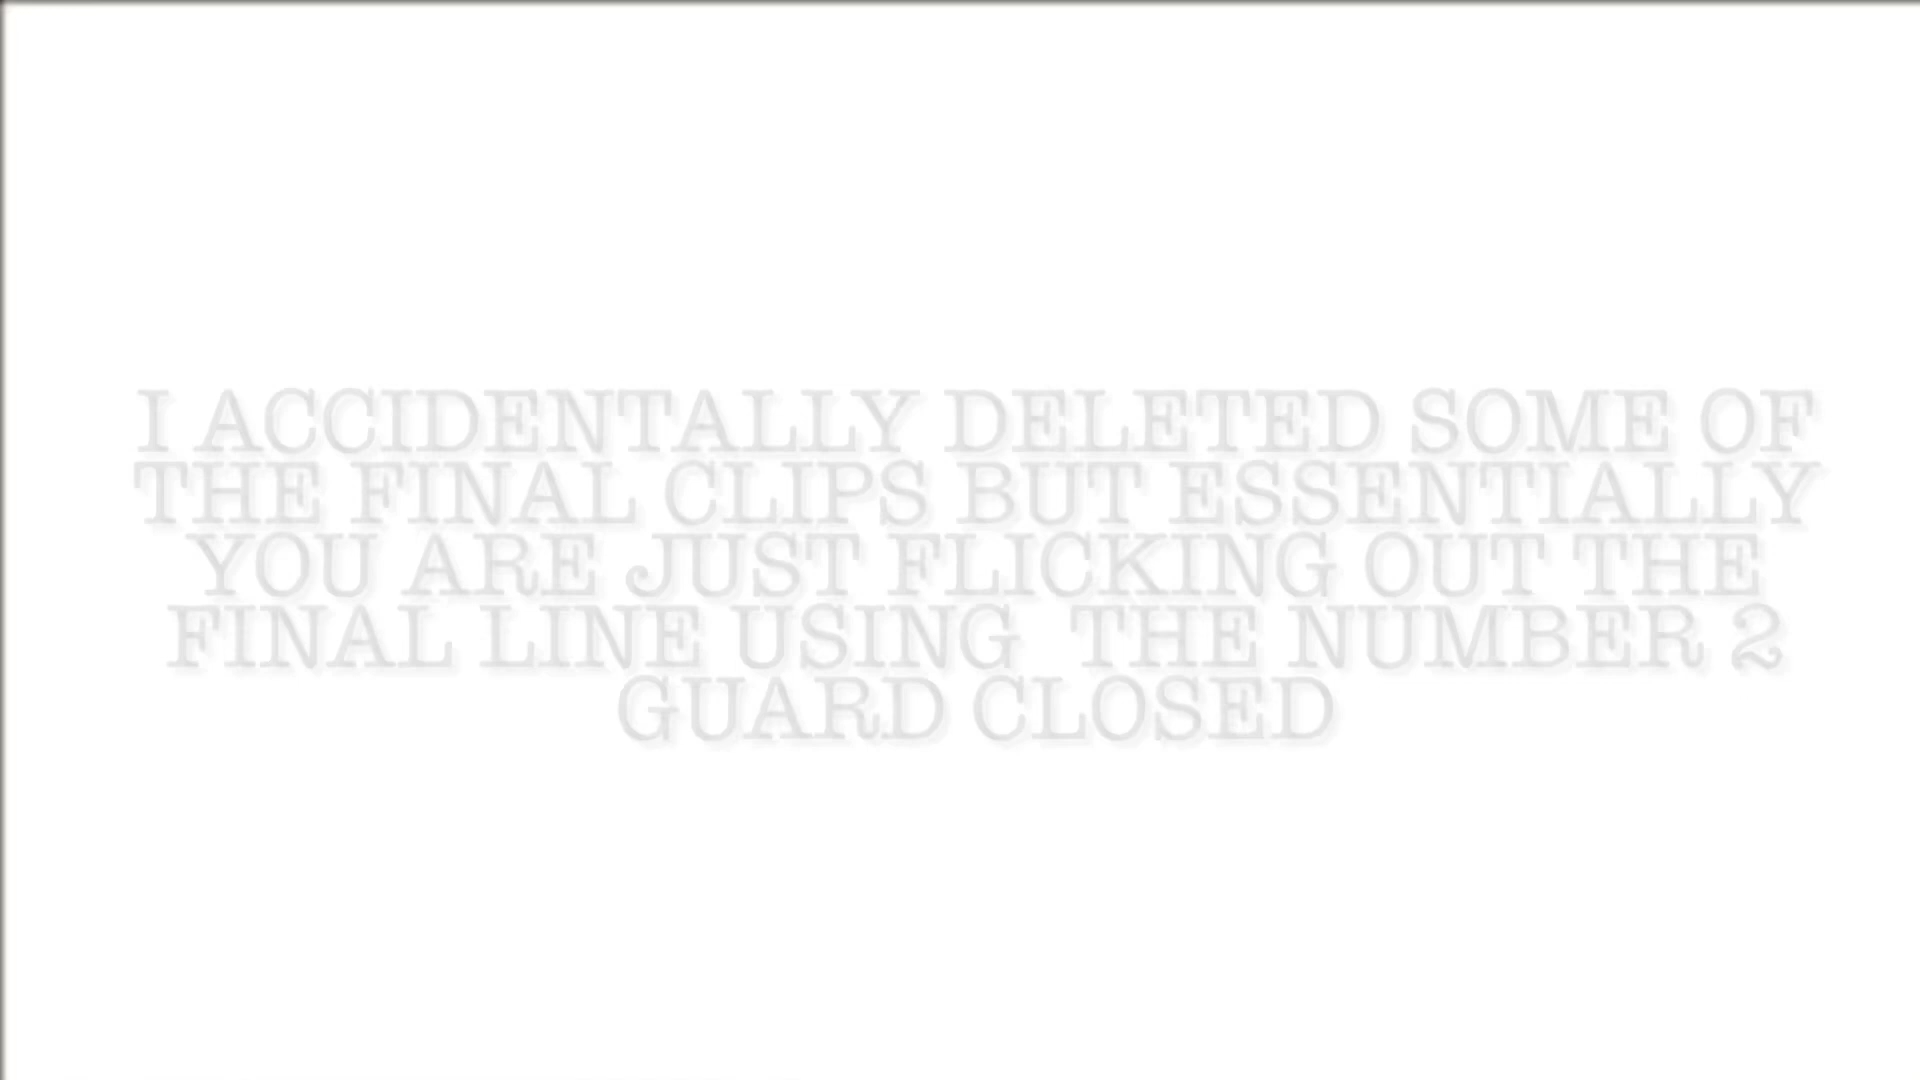 I ACCIDENTALLY DELETED SOME OF
THE FINAL CLIPS BUT ESSENTIALLY
YOU ARE JUST FLICKING OUT THE
FINAL LINE USING  THE NUMBER 2
GUARD CLOSED